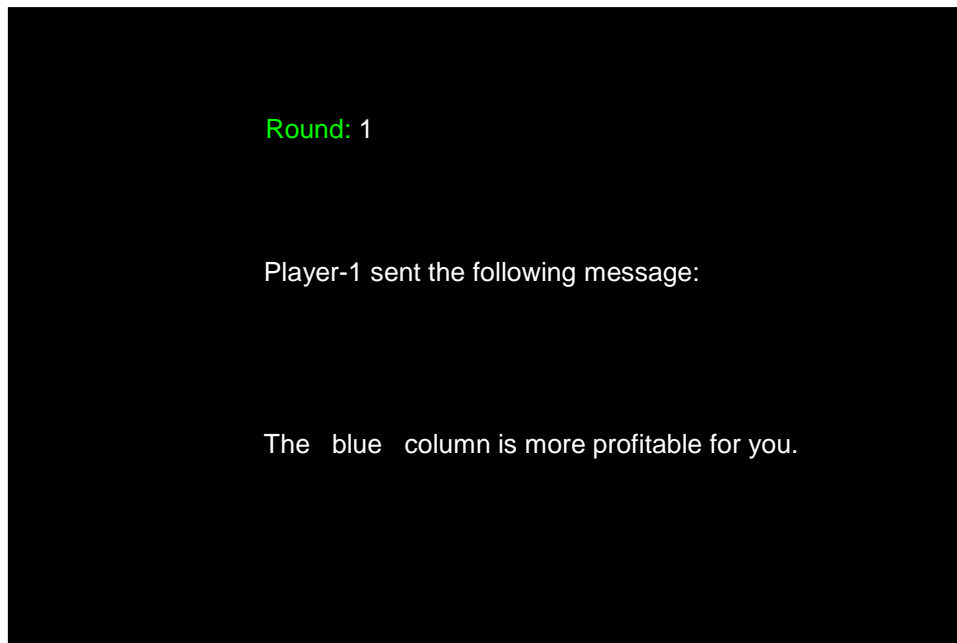 Round: 1
Player-1 sent the following message:
The blue column is more profitable for you.